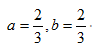 a = 2/3, b = 2/3.